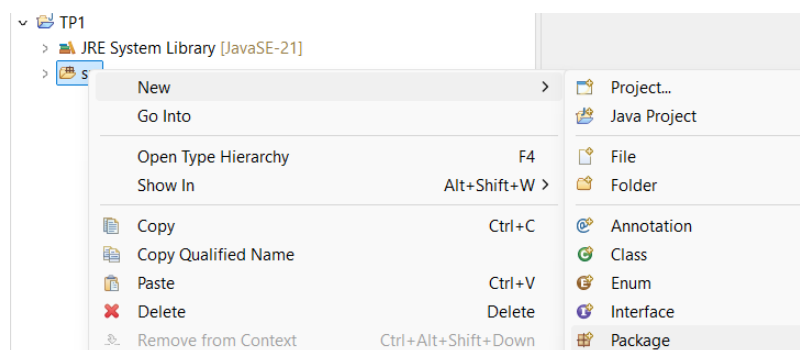 TP1
JRE System Library [JavaSE-21]
New
Go Into
Open Type Hierarchy F4
Show In Alt+Shift+W
Copy Ctrl+C
Copy Qualified Name
Paste Ctrl+V
Delete Delete
Remove from Context Ctrl+Alt+Shift+Down
Project...
Java Project
File
Folder
Annotation
Class
Enum
Interface
Package